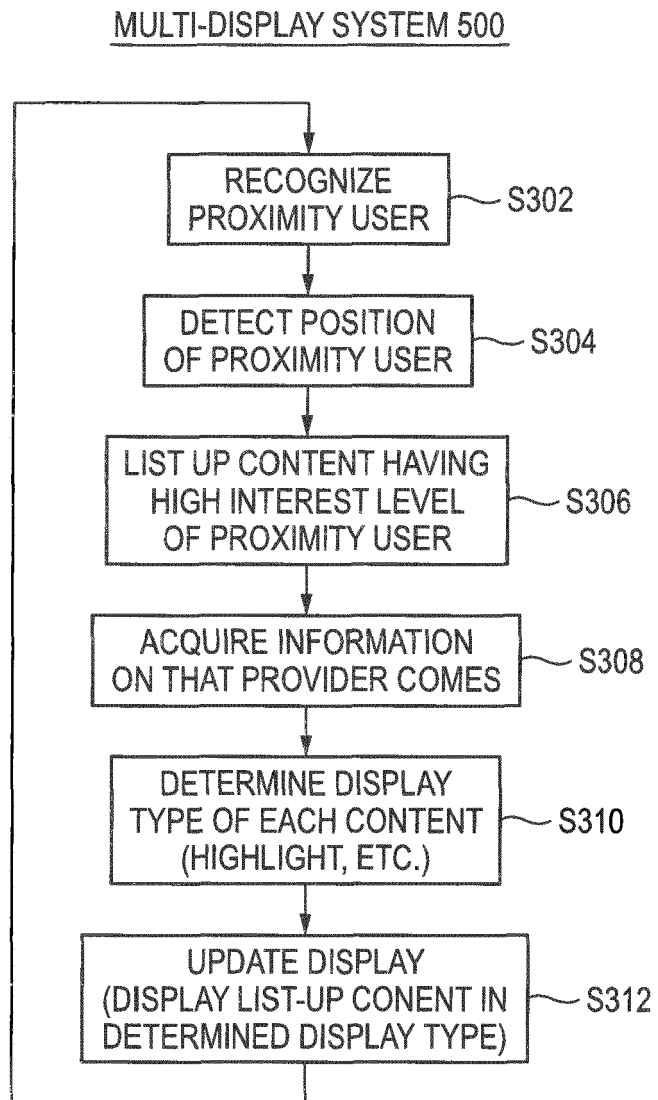 MULTI-DISPLAY SYSTEM 500
RECOGNIZE
PROXIMITY USER
S302
DETECT POSITION
OF PROXIMITY USER
S304
LIST UP CONTENT HAVING
HIGH INTEREST LEVEL
OF PROXIMITY USER
S306
ACQUIRE INFORMATION
ON THAT PROVIDER COMES
S308
DETERMINE DISPLAY
TYPE OF EACH CONTENT
(HIGHLIGHT, ETC.)
S310
UPDATE DISPLAY
(DISPLAY LIST-UP CONENT IN
DETERMINED DISPLAY TYPE)
S312